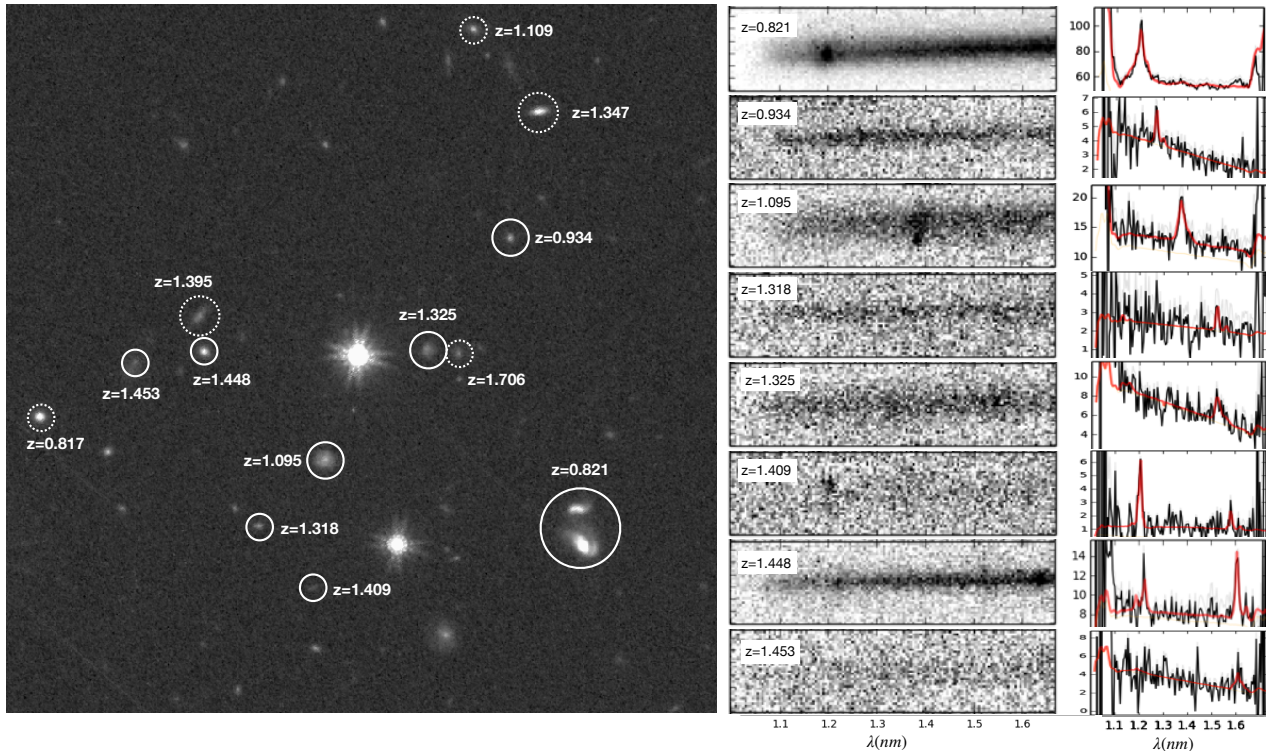 z=1.109
z=1.347
z=0.934
z=1.395
z=1.325
z=1.453
z=1.448
z=1.706
z=0.817
z=1.095
z=0.821
z=1.318
z=1.409
z=0.821
z=0.934
z=1.095
z=1.318
z=1.325
z=1.409
z=1.448
z=1.453
1.1 1.2 1.3 1.4 1.5 1.6
λ(nm)
100
80
60
7
6
5
4
3
2
20
15
10
5
4
3
2
1
10
8
6
4
6
5
4
3
2
1
14
12
10
8
8
6
4
2
0
1.1 1.2 1.3 1.4 1.5 1.6
λ(nm)